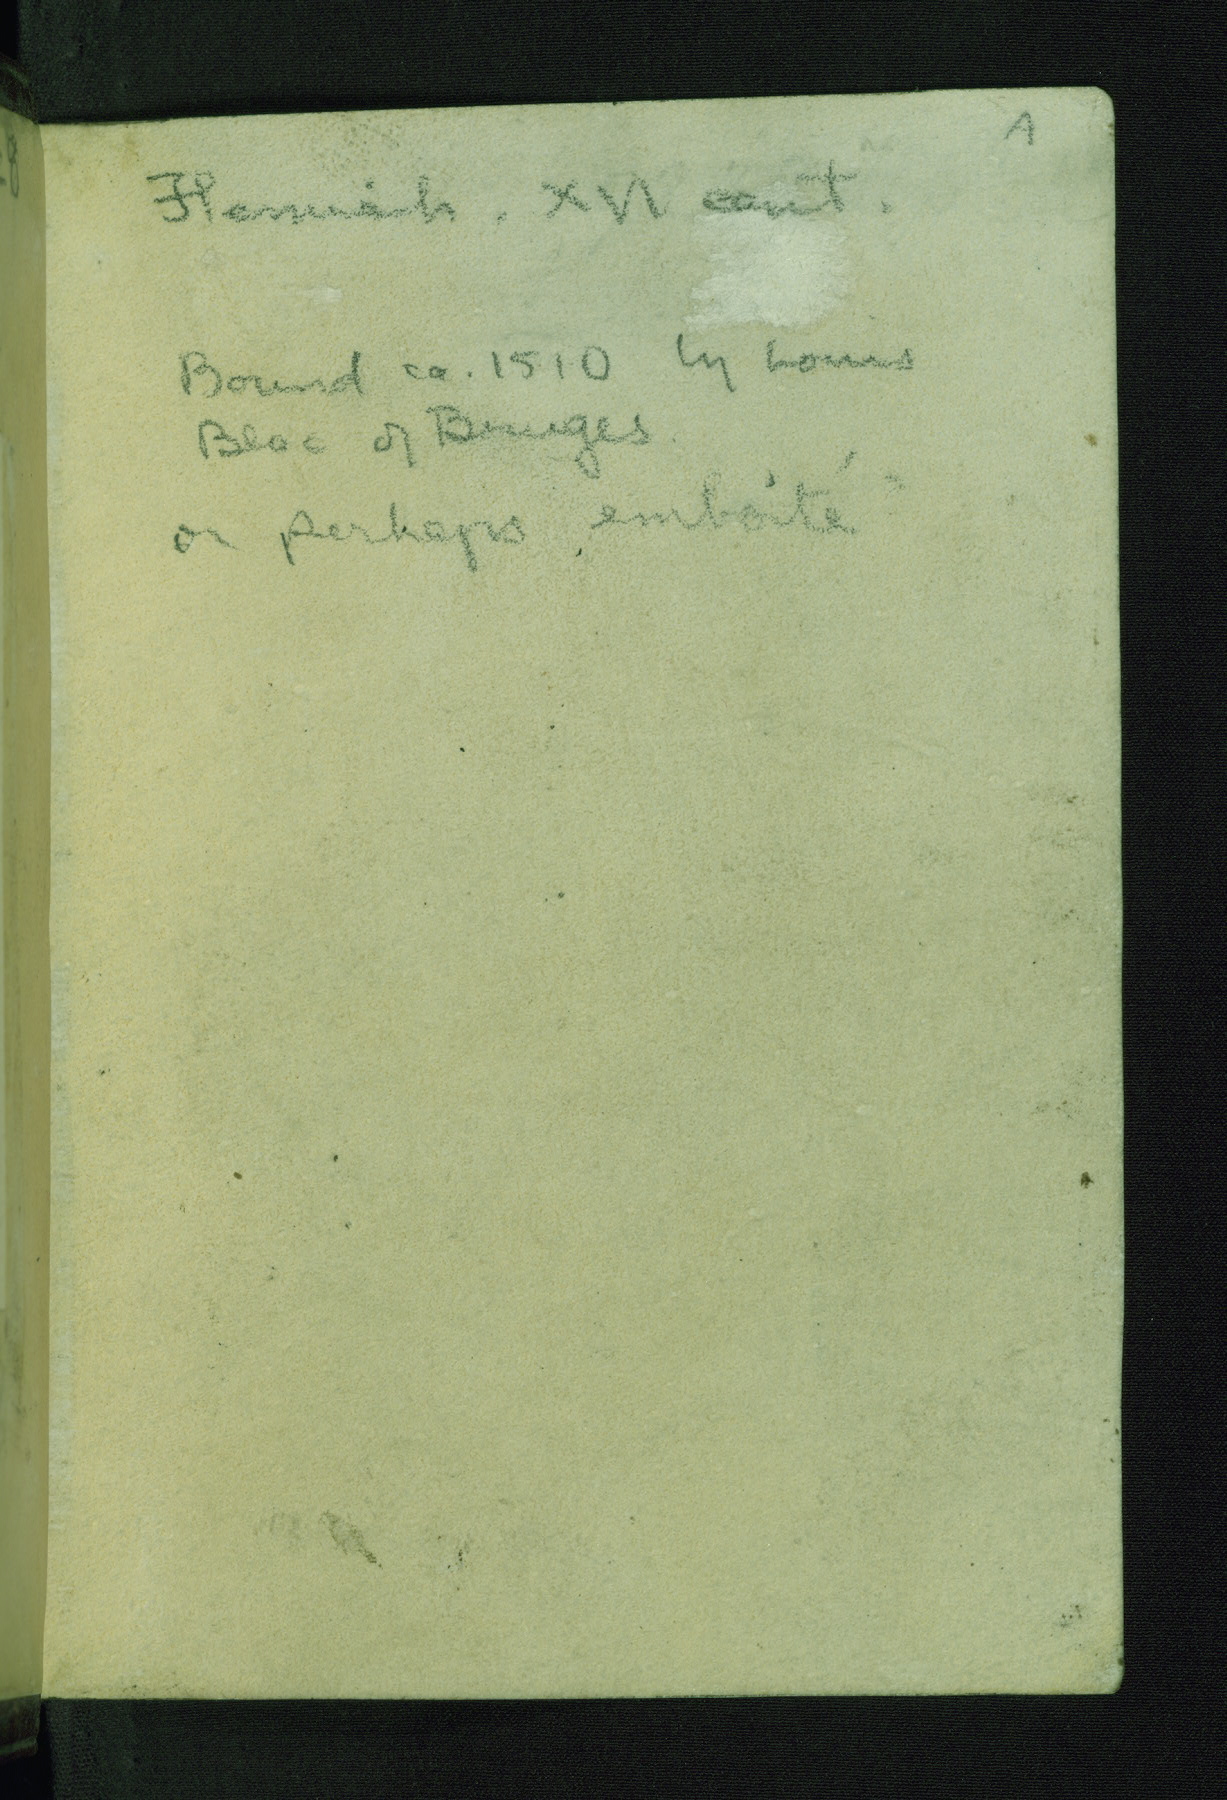 A
Flemish. XVI cent.
Bound ca. 1510 by Louis
Bloc of Bruges.
or perhaps "emboîté"